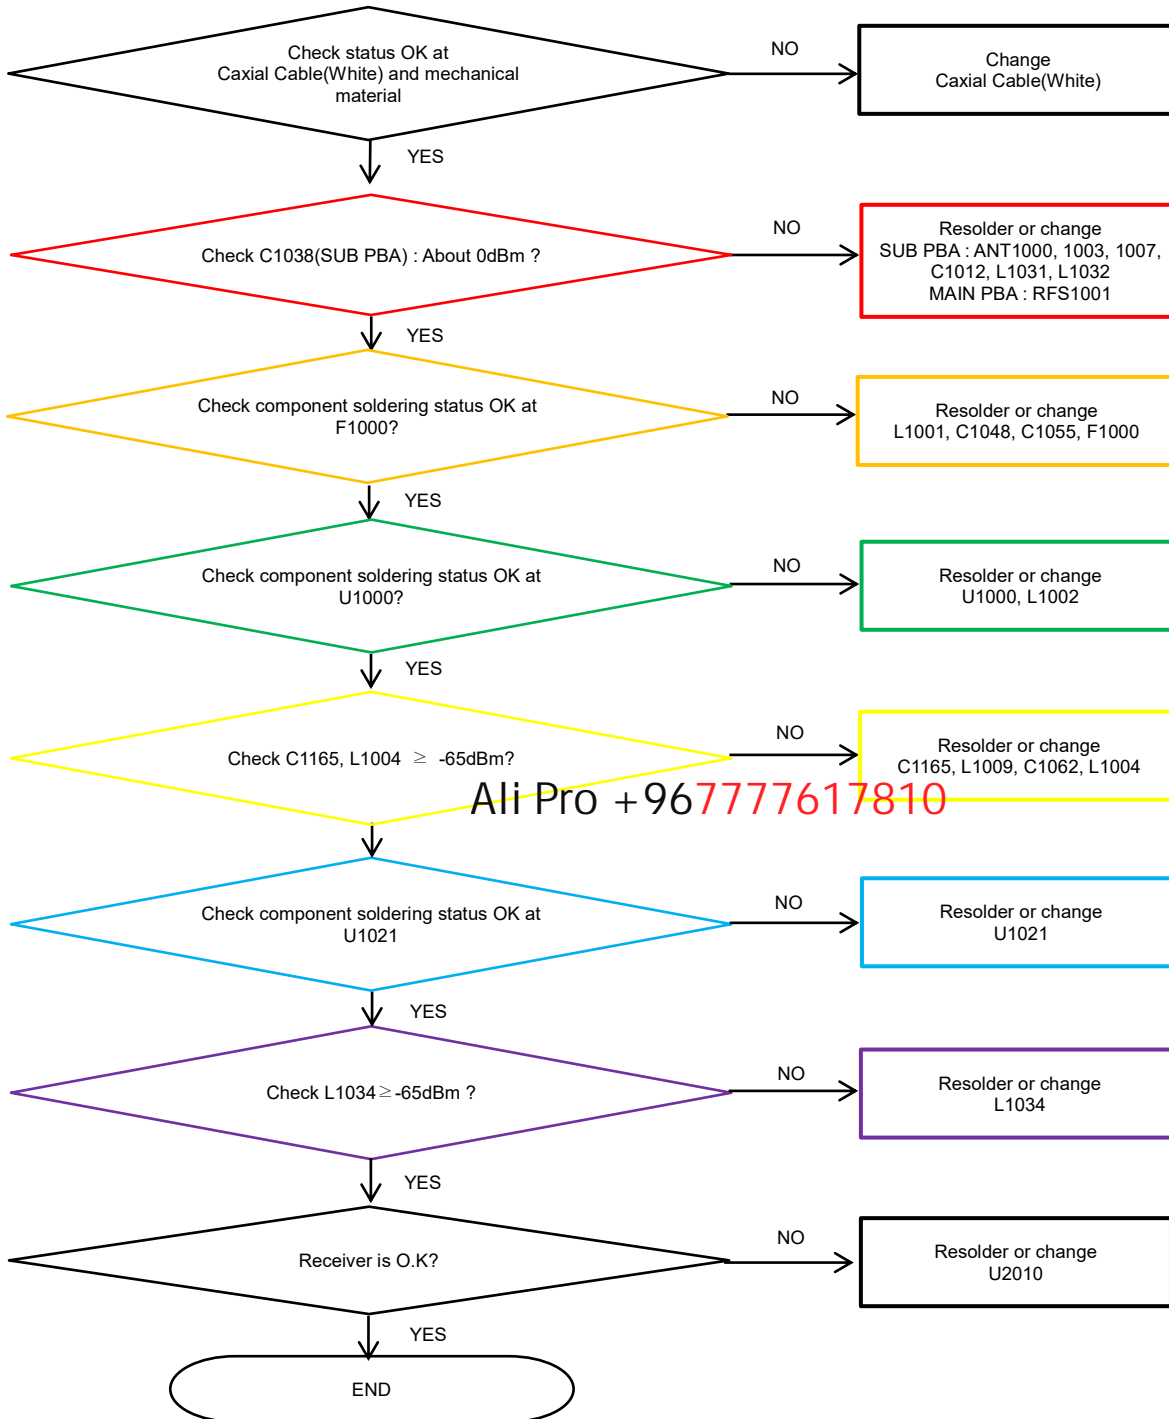 Check status OK at
Caxial Cable(White) and mechanical
material
NO
Change
Caxial Cable(White)
YES
Check C1038(SUB PBA) : About 0dBm ?
NO
Resolder or change
SUB PBA : ANT1000, 1003, 1007,
C1012, L1031, L1032
MAIN PBA : RFS1001
YES
Check component soldering status OK at
F1000?
NO
Resolder or change
L1001, C1048, C1055, F1000
YES
Check component soldering status OK at
U1000?
NO
Resolder or change
U1000, L1002
YES
Check C1165, L1004 ≥ -65dBm?
NO
Resolder or change
C1165, L1009, C1062, L1004
Ali Pro +967777617810
Check component soldering status OK at
U1021
NO
Resolder or change
U1021
YES
Check L1034≥-65dBm ?
NO
Resolder or change
L1034
YES
Receiver is O.K?
NO
Resolder or change
U2010
YES
END